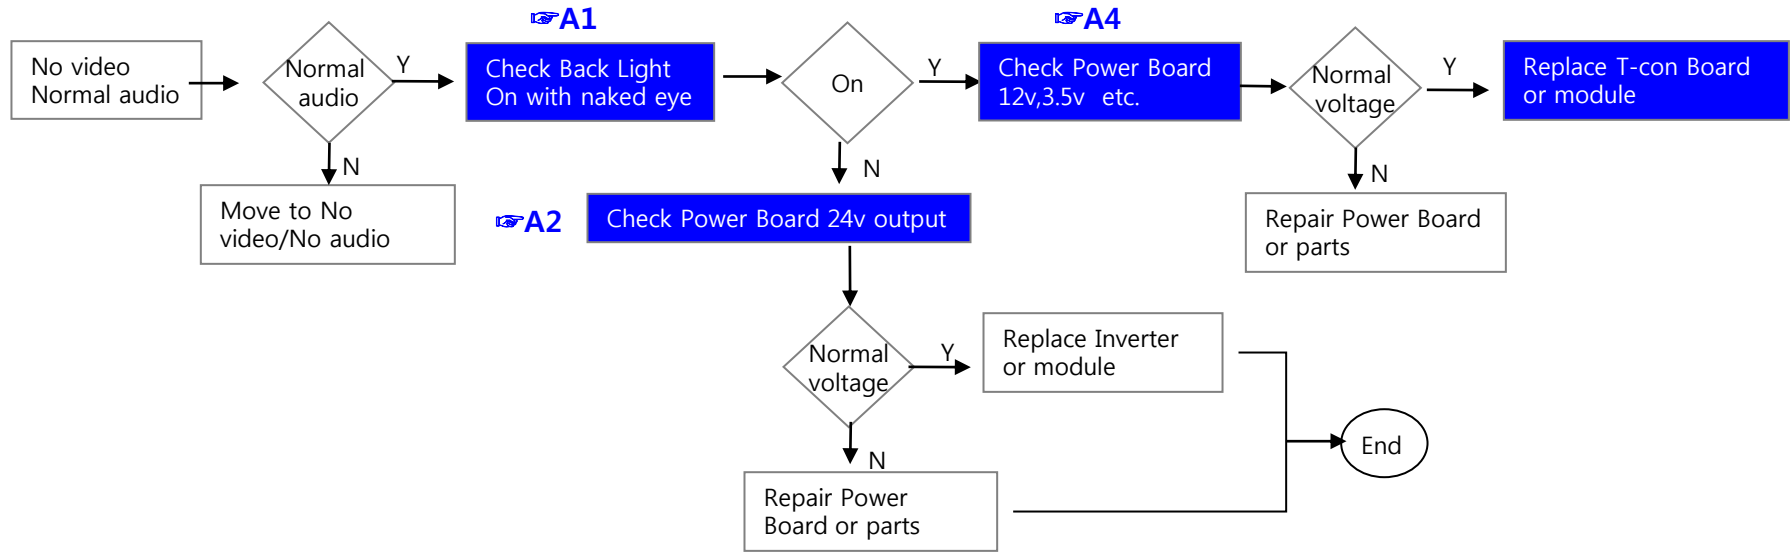 ☞A1
☞A4
No video
Normal audio
Normal
audio
Y
Check Back Light
On with naked eye
On
Y
Check Power Board
12v,3.5v etc.
Normal
voltage
Y
Replace T-con Board
or module
N
Move to No
video/No audio
N
☞A2
Check Power Board 24v output
N
Repair Power Board
or parts
Normal
voltage
Y
Replace Inverter
or module
End
N
Repair Power
Board or parts